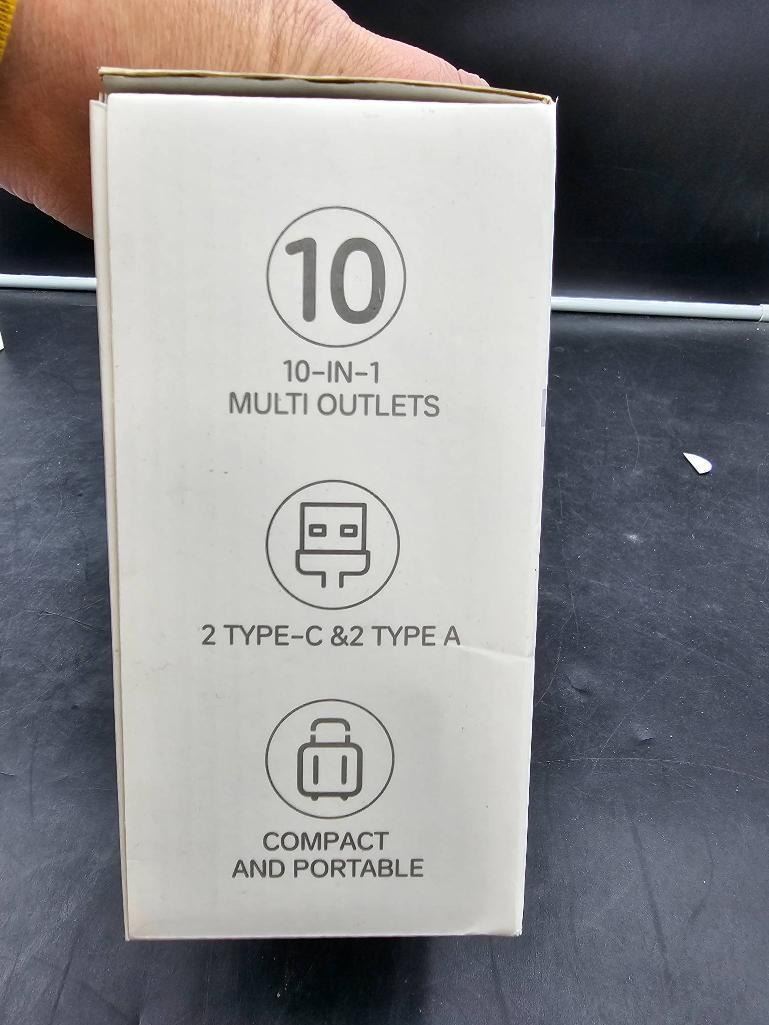 10
10-IN-1
MULTI OUTLETS
2 TYPE-C &2 TYPE A
COMPACT
AND PORTABLE